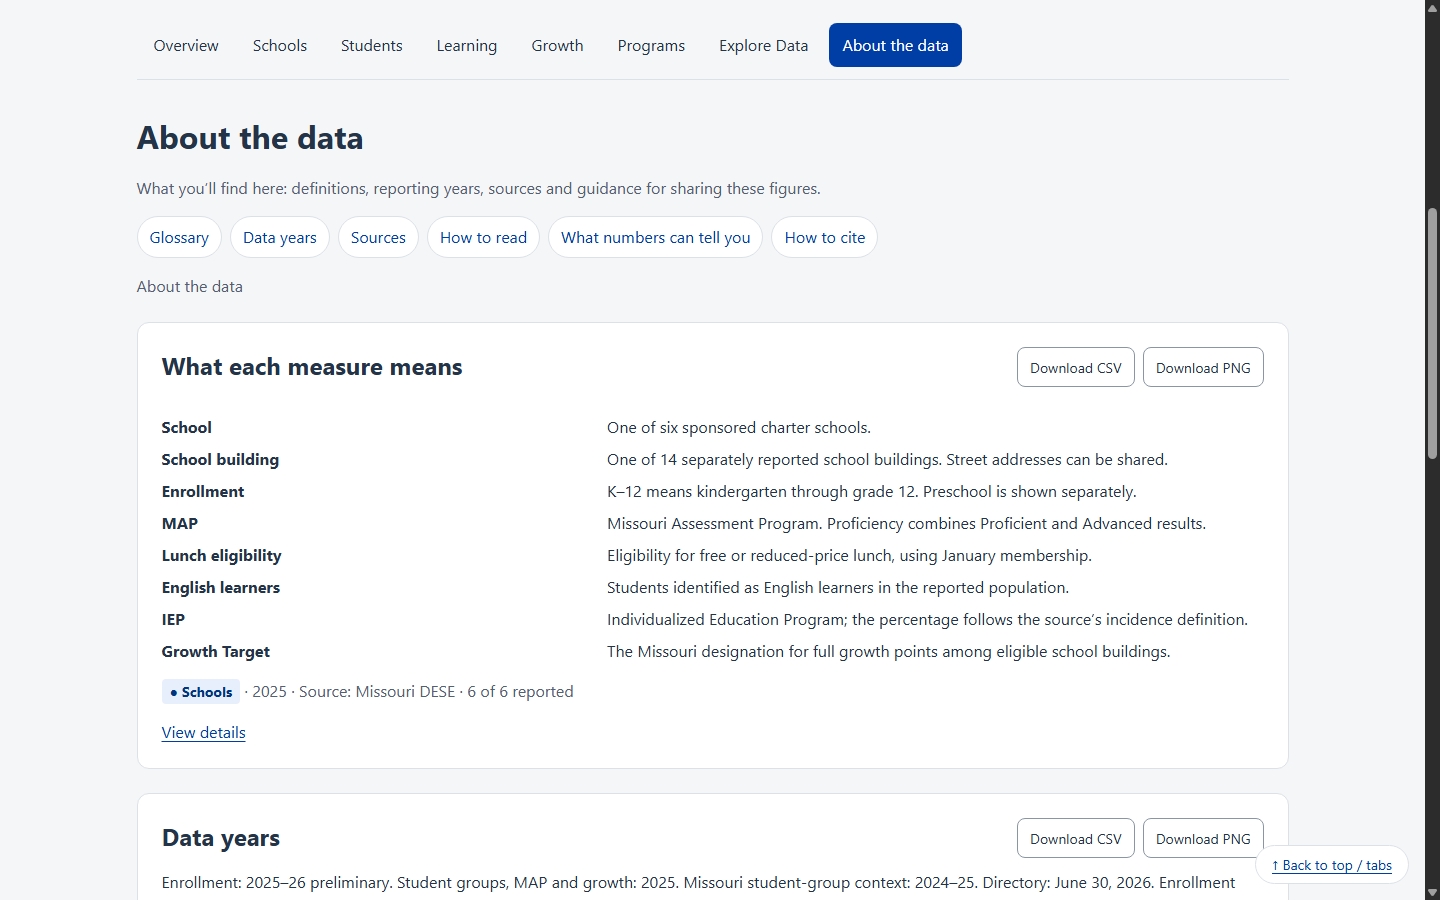 Overview Schools Students Learning Growth Programs Explore Data About the data
About the data
What you'll find here: definitions, reporting years, sources and guidance for sharing these figures.
Glossary Data years Sources How to read What numbers can tell you How to cite
About the data
What each measure means Download CSV Download PNG
School One of six sponsored charter schools.
School building One of 14 separately reported school buildings. Street addresses can be shared.
Enrollment K–12 means kindergarten through grade 12. Preschool is shown separately.
MAP Missouri Assessment Program. Proficiency combines Proficient and Advanced results.
Lunch eligibility Eligibility for free or reduced-price lunch, using January membership.
English learners Students identified as English learners in the reported population.
IEP Individualized Education Program; the percentage follows the source's incidence definition.
Growth Target The Missouri designation for full growth points among eligible school buildings.
● Schools · 2025 · Source: Missouri DESE · 6 of 6 reported
View details
Data years Download CSV Download PNG
↑ Back to top / tabs
Enrollment: 2025–26 preliminary. Student groups, MAP and growth: 2025. Missouri student-group context: 2024–25. Directory: June 30, 2026. Enrollment